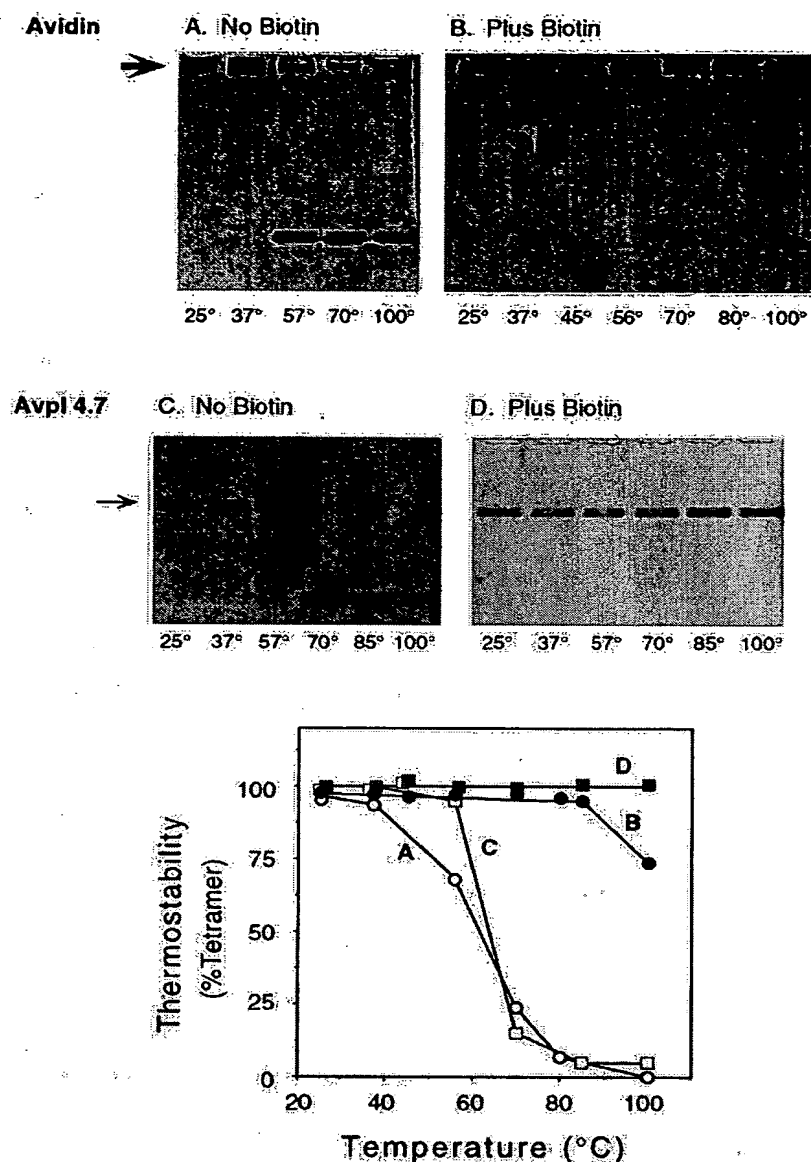 Avidin A. No Biotin B. Plus Biotin
25° 37° 57° 70° 100° 25° 37° 45° 56° 70° 80° 100°
Avpl 4.7 C. No Biotin D. Plus Biotin
25° 37° 57° 70° 85° 100° 25° 37° 57° 70° 85° 100°
Thermostability
(%Tetramer)
100
75
50
25
0
A
C
D
B
20 40 60 80 100
Temperature (°C)